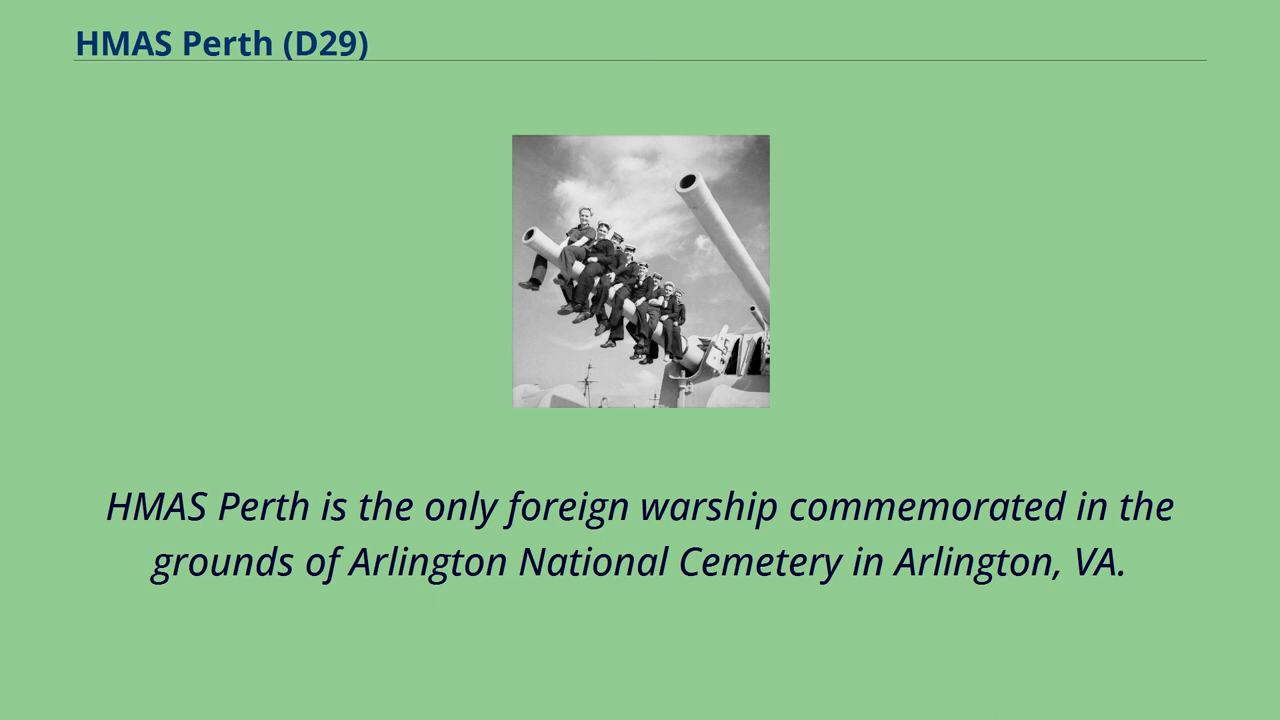 HMAS Perth (D29)
HMAS Perth is the only foreign warship commemorated in the
grounds of Arlington National Cemetery in Arlington, VA.